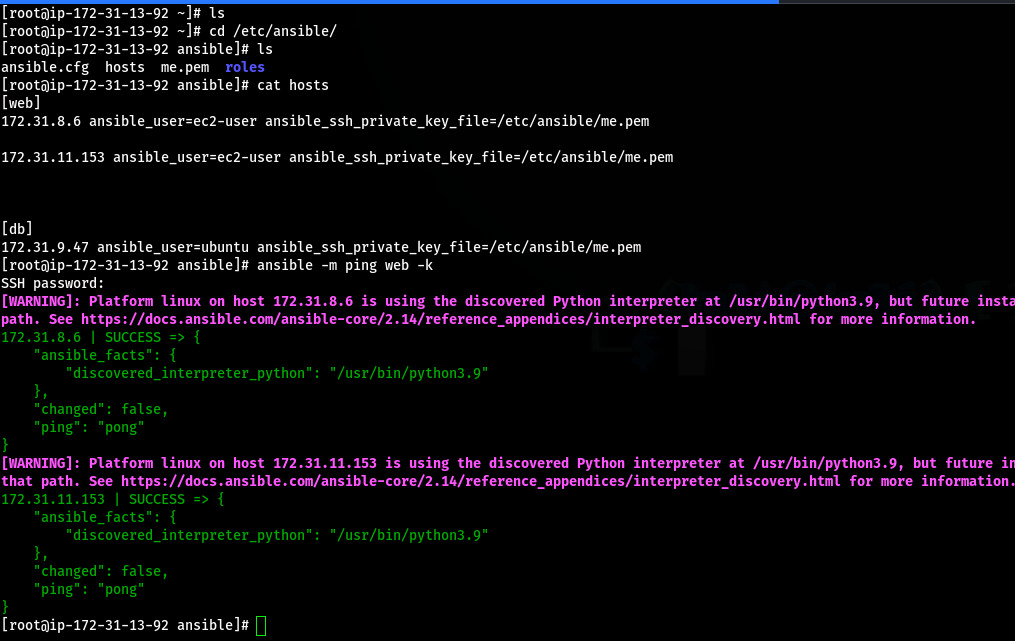 [root@ip-172-31-13-92 ~]# ls
[root@ip-172-31-13-92 ~]# cd /etc/ansible/
[root@ip-172-31-13-92 ansible]# ls
ansible.cfg  hosts  me.pem  roles
[root@ip-172-31-13-92 ansible]# cat hosts
[web]
172.31.8.6 ansible_user=ec2-user ansible_ssh_private_key_file=/etc/ansible/me.pem
172.31.11.153 ansible_user=ec2-user ansible_ssh_private_key_file=/etc/ansible/me.pem
[db]
172.31.9.47 ansible_user=ubuntu ansible_ssh_private_key_file=/etc/ansible/me.pem
[root@ip-172-31-13-92 ansible]# ansible -m ping web -k
SSH password:
[WARNING]: Platform linux on host 172.31.8.6 is using the discovered Python interpreter at /usr/bin/python3.9, but future insta
path. See https://docs.ansible.com/ansible-core/2.14/reference_appendices/interpreter_discovery.html for more information.
172.31.8.6 | SUCCESS => {
    "ansible_facts": {
        "discovered_interpreter_python": "/usr/bin/python3.9"
    },
    "changed": false,
    "ping": "pong"
}
[WARNING]: Platform linux on host 172.31.11.153 is using the discovered Python interpreter at /usr/bin/python3.9, but future in
that path. See https://docs.ansible.com/ansible-core/2.14/reference_appendices/interpreter_discovery.html for more information.
172.31.11.153 | SUCCESS => {
    "ansible_facts": {
        "discovered_interpreter_python": "/usr/bin/python3.9"
    },
    "changed": false,
    "ping": "pong"
}
[root@ip-172-31-13-92 ansible]#